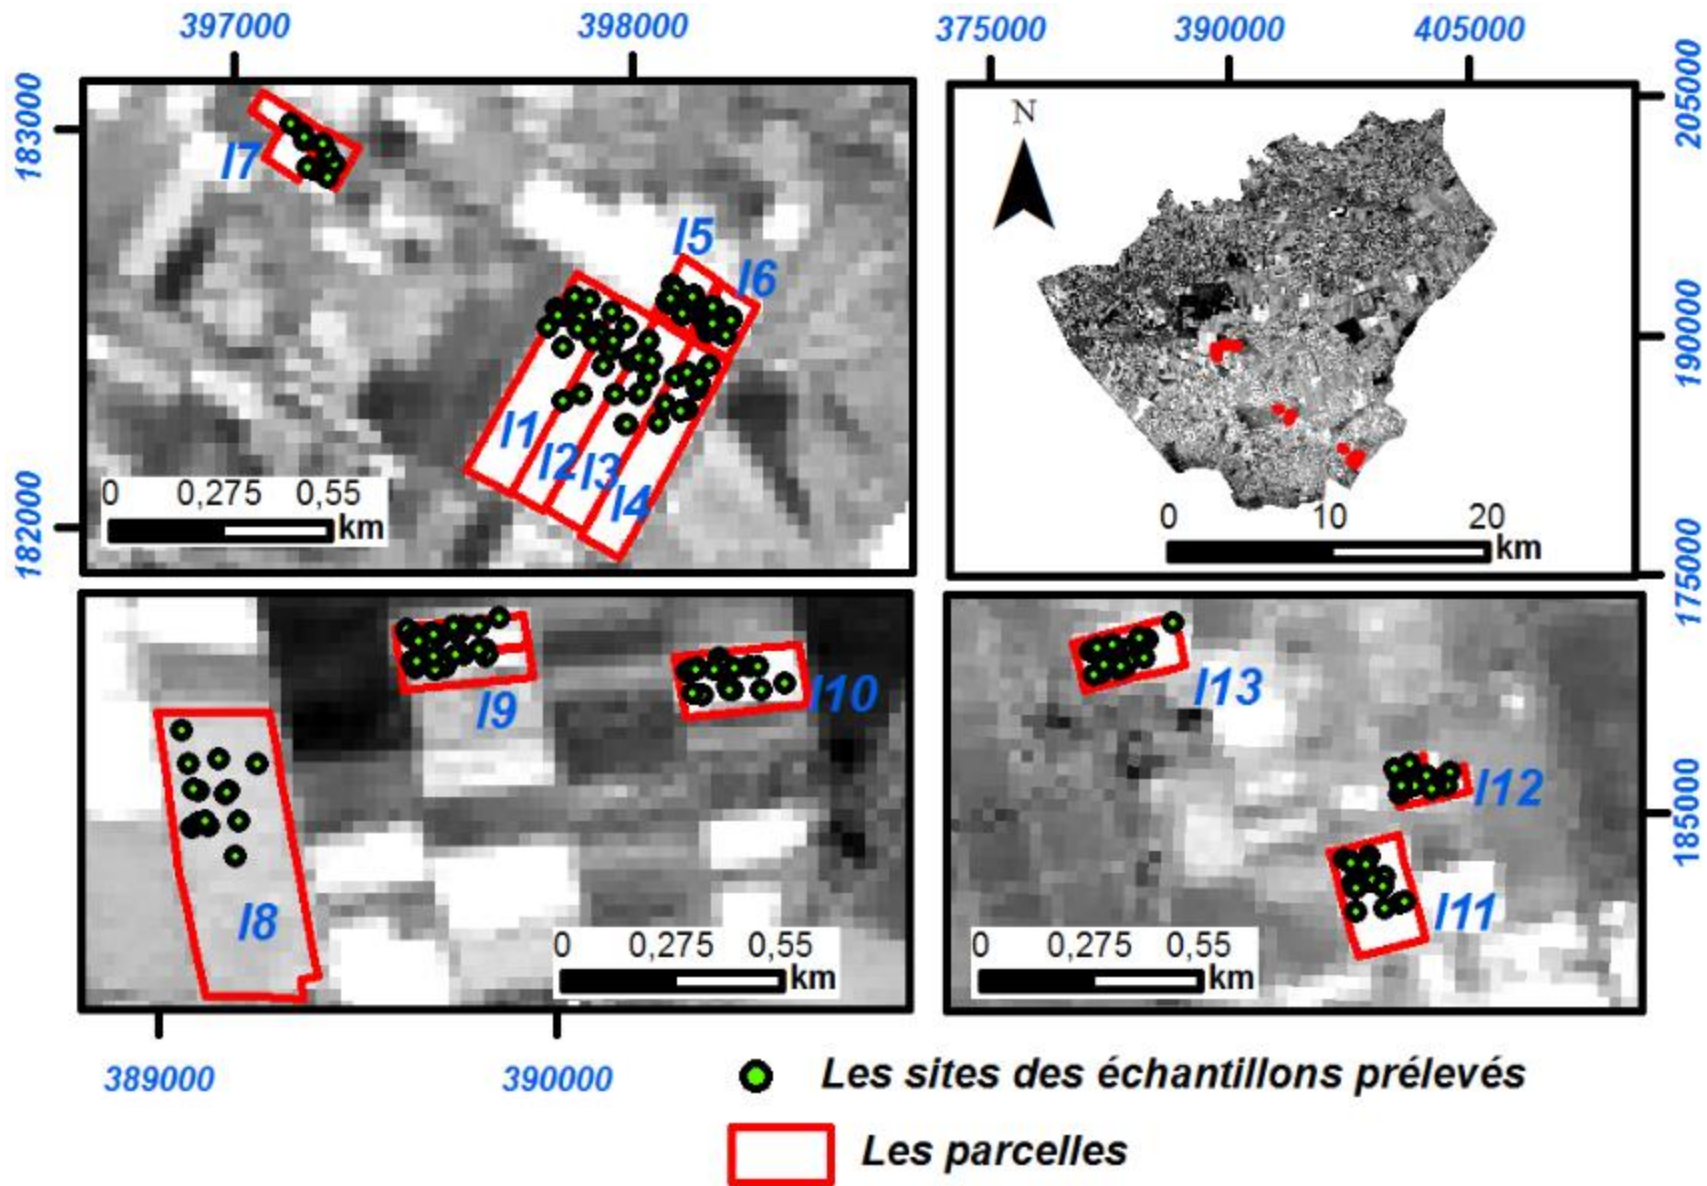 397000 398000 375000 390000 405000
183000
182000
205000
190000
175000
185000
N
I7
I5
I6
I1
I2
I3
I4
0 0,275 0,55
km
0 10 20
km
I9
I10
I8
0 0,275 0,55
km
I13
I12
I11
0 0,275 0,55
km
389000 390000
Les sites des échantillons prélevés
Les parcelles